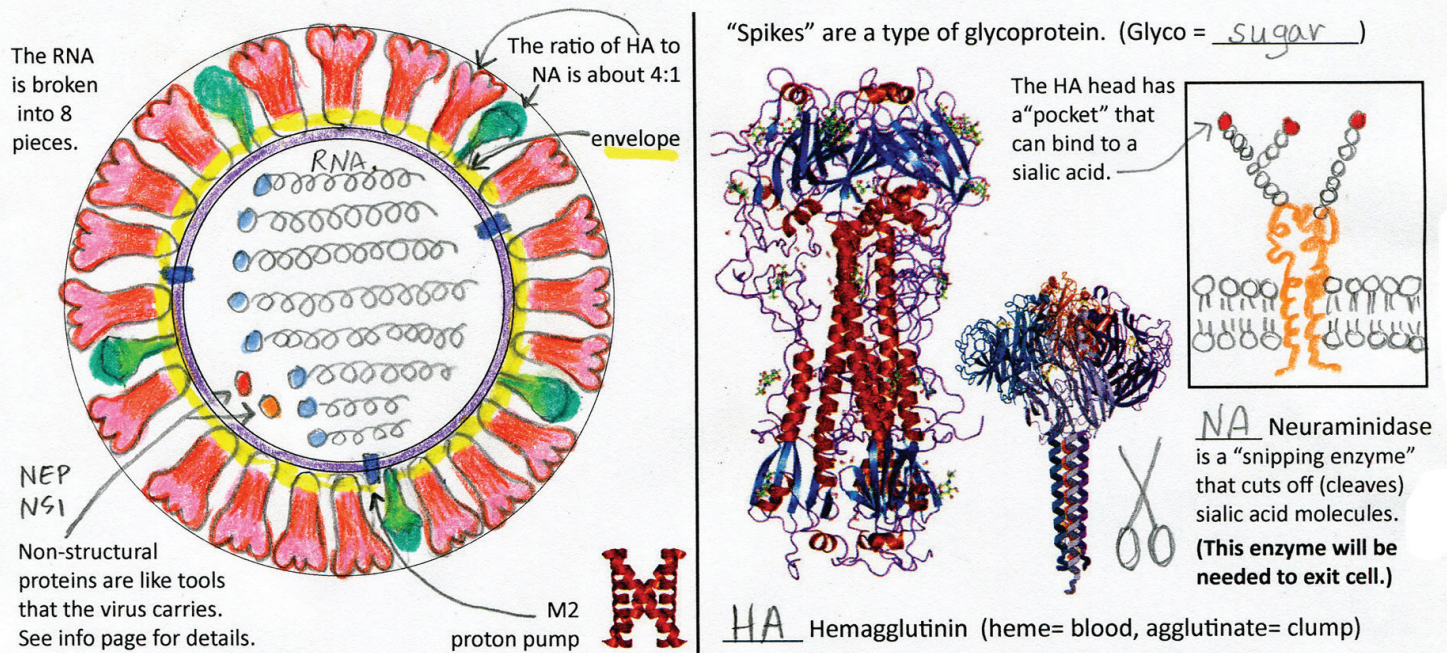 The RNA
is broken
into 8
pieces.
The ratio of HA to
NA is about 4:1
envelope
RNA.
NEP
NS1
Non-structural
proteins are like tools
that the virus carries.
See info page for details.
M2
proton pump
"Spikes" are a type of glycoprotein. (Glyco = sugar)
The HA head has
a"pocket" that
can bind to a
sialic acid.
NA Neuraminidase
is a "snipping enzyme"
that cuts off (cleaves)
sialic acid molecules.
(This enzyme will be
needed to exit cell.)
HA Hemagglutinin (heme= blood, agglutinate= clump)